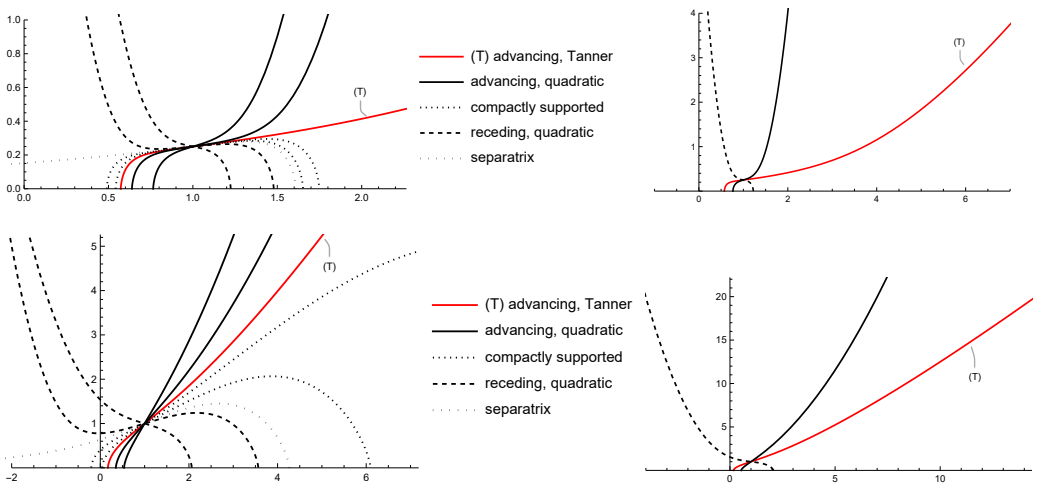 1.0
0.8
0.6
0.4
0.2
0.0
0.0
0.5
1.0
1.5
2.0
(T)
(T) advancing, Tanner
advancing, quadratic
compactly supported
receding, quadratic
separatrix
4
3
2
1
0
2
4
6
(T)
5
4
3
2
1
−2
0
2
4
6
(T)
(T) advancing, Tanner
advancing, quadratic
compactly supported
receding, quadratic
separatrix
20
15
10
5
0
5
10
(T)